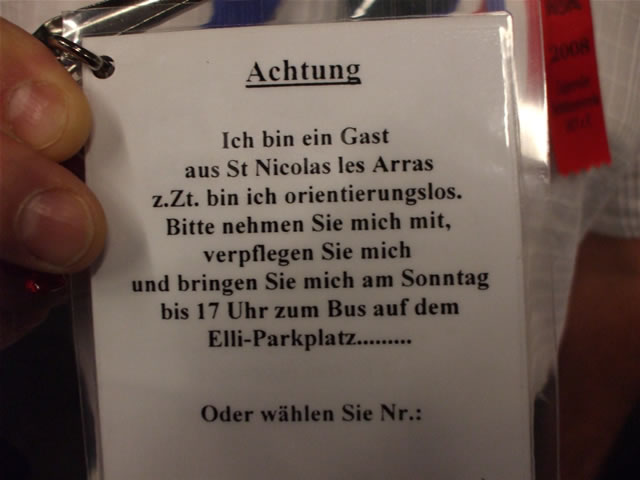 Achtung
Ich bin ein Gast
aus St Nicolas les Arras
z.Zt. bin ich orientierungslos.
Bitte nehmen Sie mich mit,
verpflegen Sie mich
und bringen Sie mich am Sonntag
bis 17 Uhr zum Bus auf dem
Elli-Parkplatz.........
Oder wählen Sie Nr.:
2008